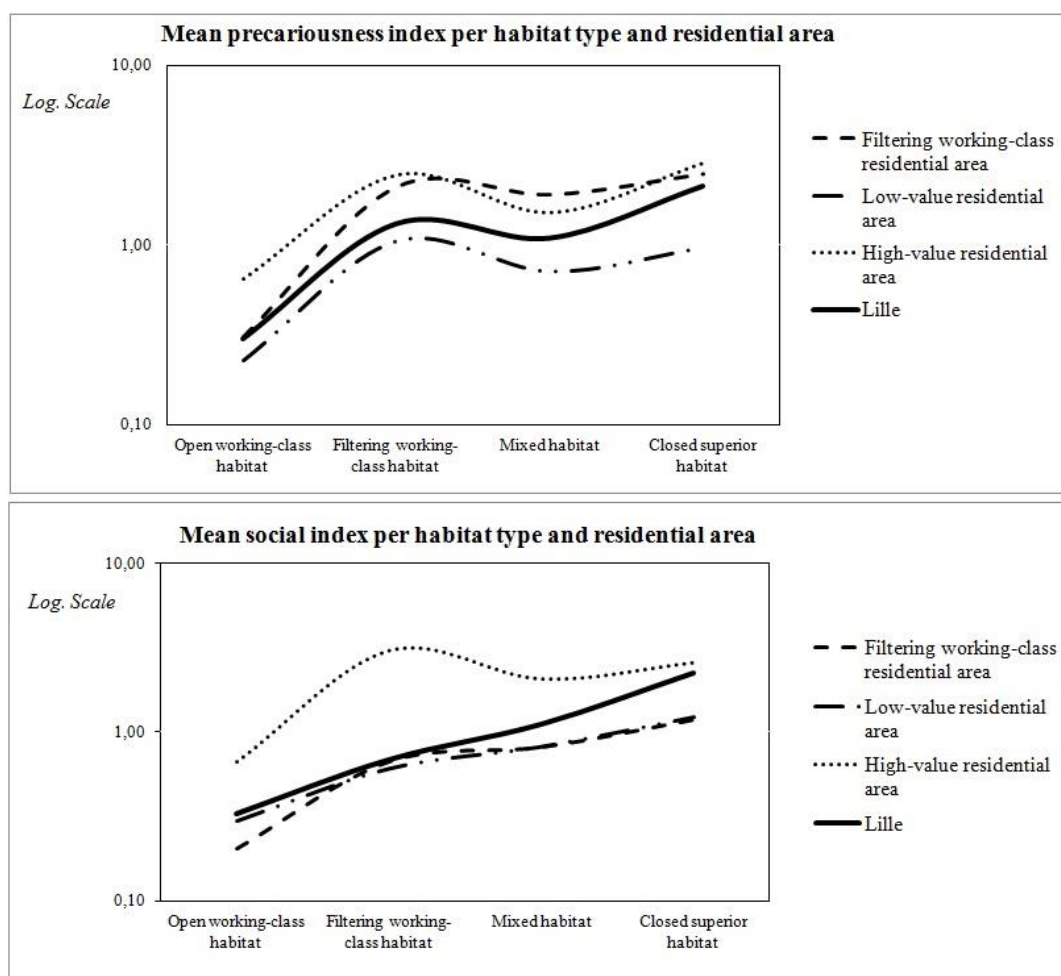 Mean precariousness index per habitat type and residential area
10,00
Log. Scale
1,00
0,10
Open working-class
habitat
Filtering working-
class habitat
Mixed habitat
Closed superior
habitat
Filtering working-class
residential area
Low-value residential
area
High-value residential
area
Lille
Mean social index per habitat type and residential area
10,00
Log. Scale
1,00
0,10
Open working-class
habitat
Filtering working-
class habitat
Mixed habitat
Closed superior
habitat
Filtering working-class
residential area
Low-value residential
area
High-value residential
area
Lille